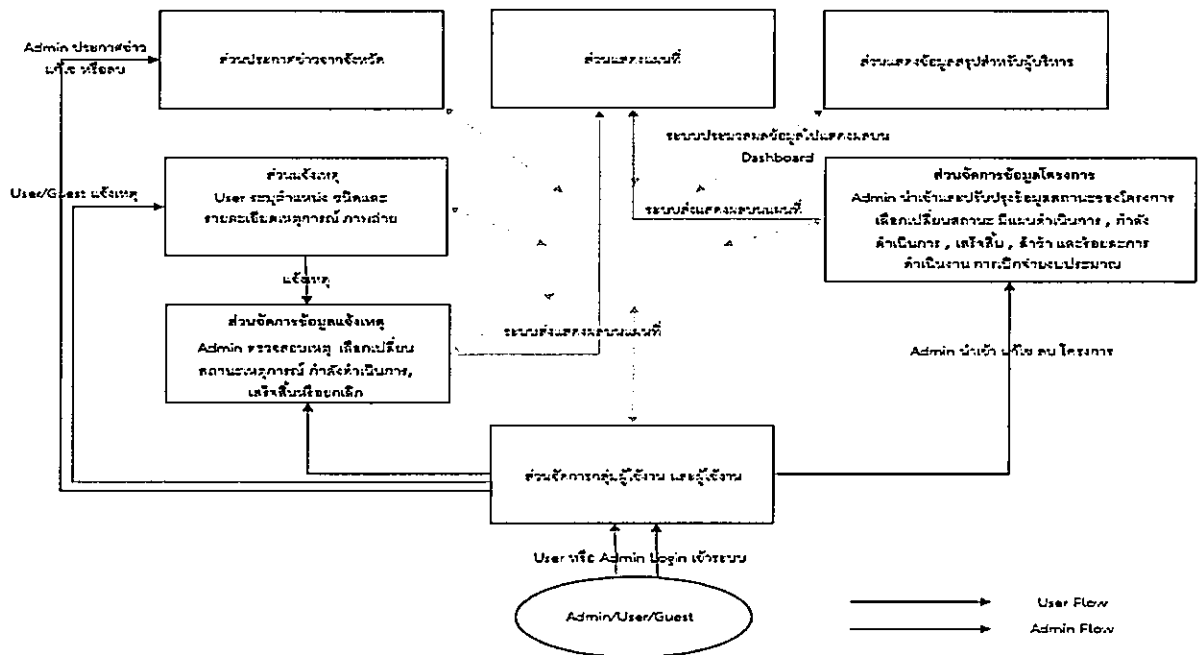 Admin ประกาศข่าว
แก้ไข หรือลบ
ส่วนประกาศข่าวจากจังหวัด
ส่วนแสดงแผนที่
ส่วนแสดงข้อมูลสรุปสำหรับผู้บริหาร
ระบบประมวลผลข้อมูลไปแสดงผลบน
Dashboard
User/Guest แจ้งเหตุ
ส่วนแจ้งเหตุ
User ระบุตำแหน่ง ชนิดและ
รายละเอียดเหตุการณ์ ภาพถ่าย
ส่วนจัดการข้อมูลโครงการ
Admin นำเข้าและปรับปรุงข้อมูลสถานะของโครงการ
เลือกเปลี่ยนสถานะ มีแผนดำเนินการ , กำลัง
ดำเนินการ , เสร็จสิ้น , ล่าช้า และร้อยละการ
ดำเนินงาน การเบิกจ่ายงบประมาณ
ระบบส่งแสดงผลบนแผนที่
แจ้งเหตุ
ส่วนจัดการข้อมูลแจ้งเหตุ
Admin ตรวจสอบเหตุ เลือกเปลี่ยน
สถานะเหตุการณ์ กำลังดำเนินการ,
เสร็จสิ้นหรือยกเลิก
ระบบส่งแสดงผลบนแผนที่
Admin นำเข้า แก้ไข ลบ โครงการ
ส่วนจัดการกลุ่มผู้ใช้งาน และผู้ใช้งาน
User หรือ Admin Login เข้าระบบ
Admin/User/Guest
User Flow
Admin Flow